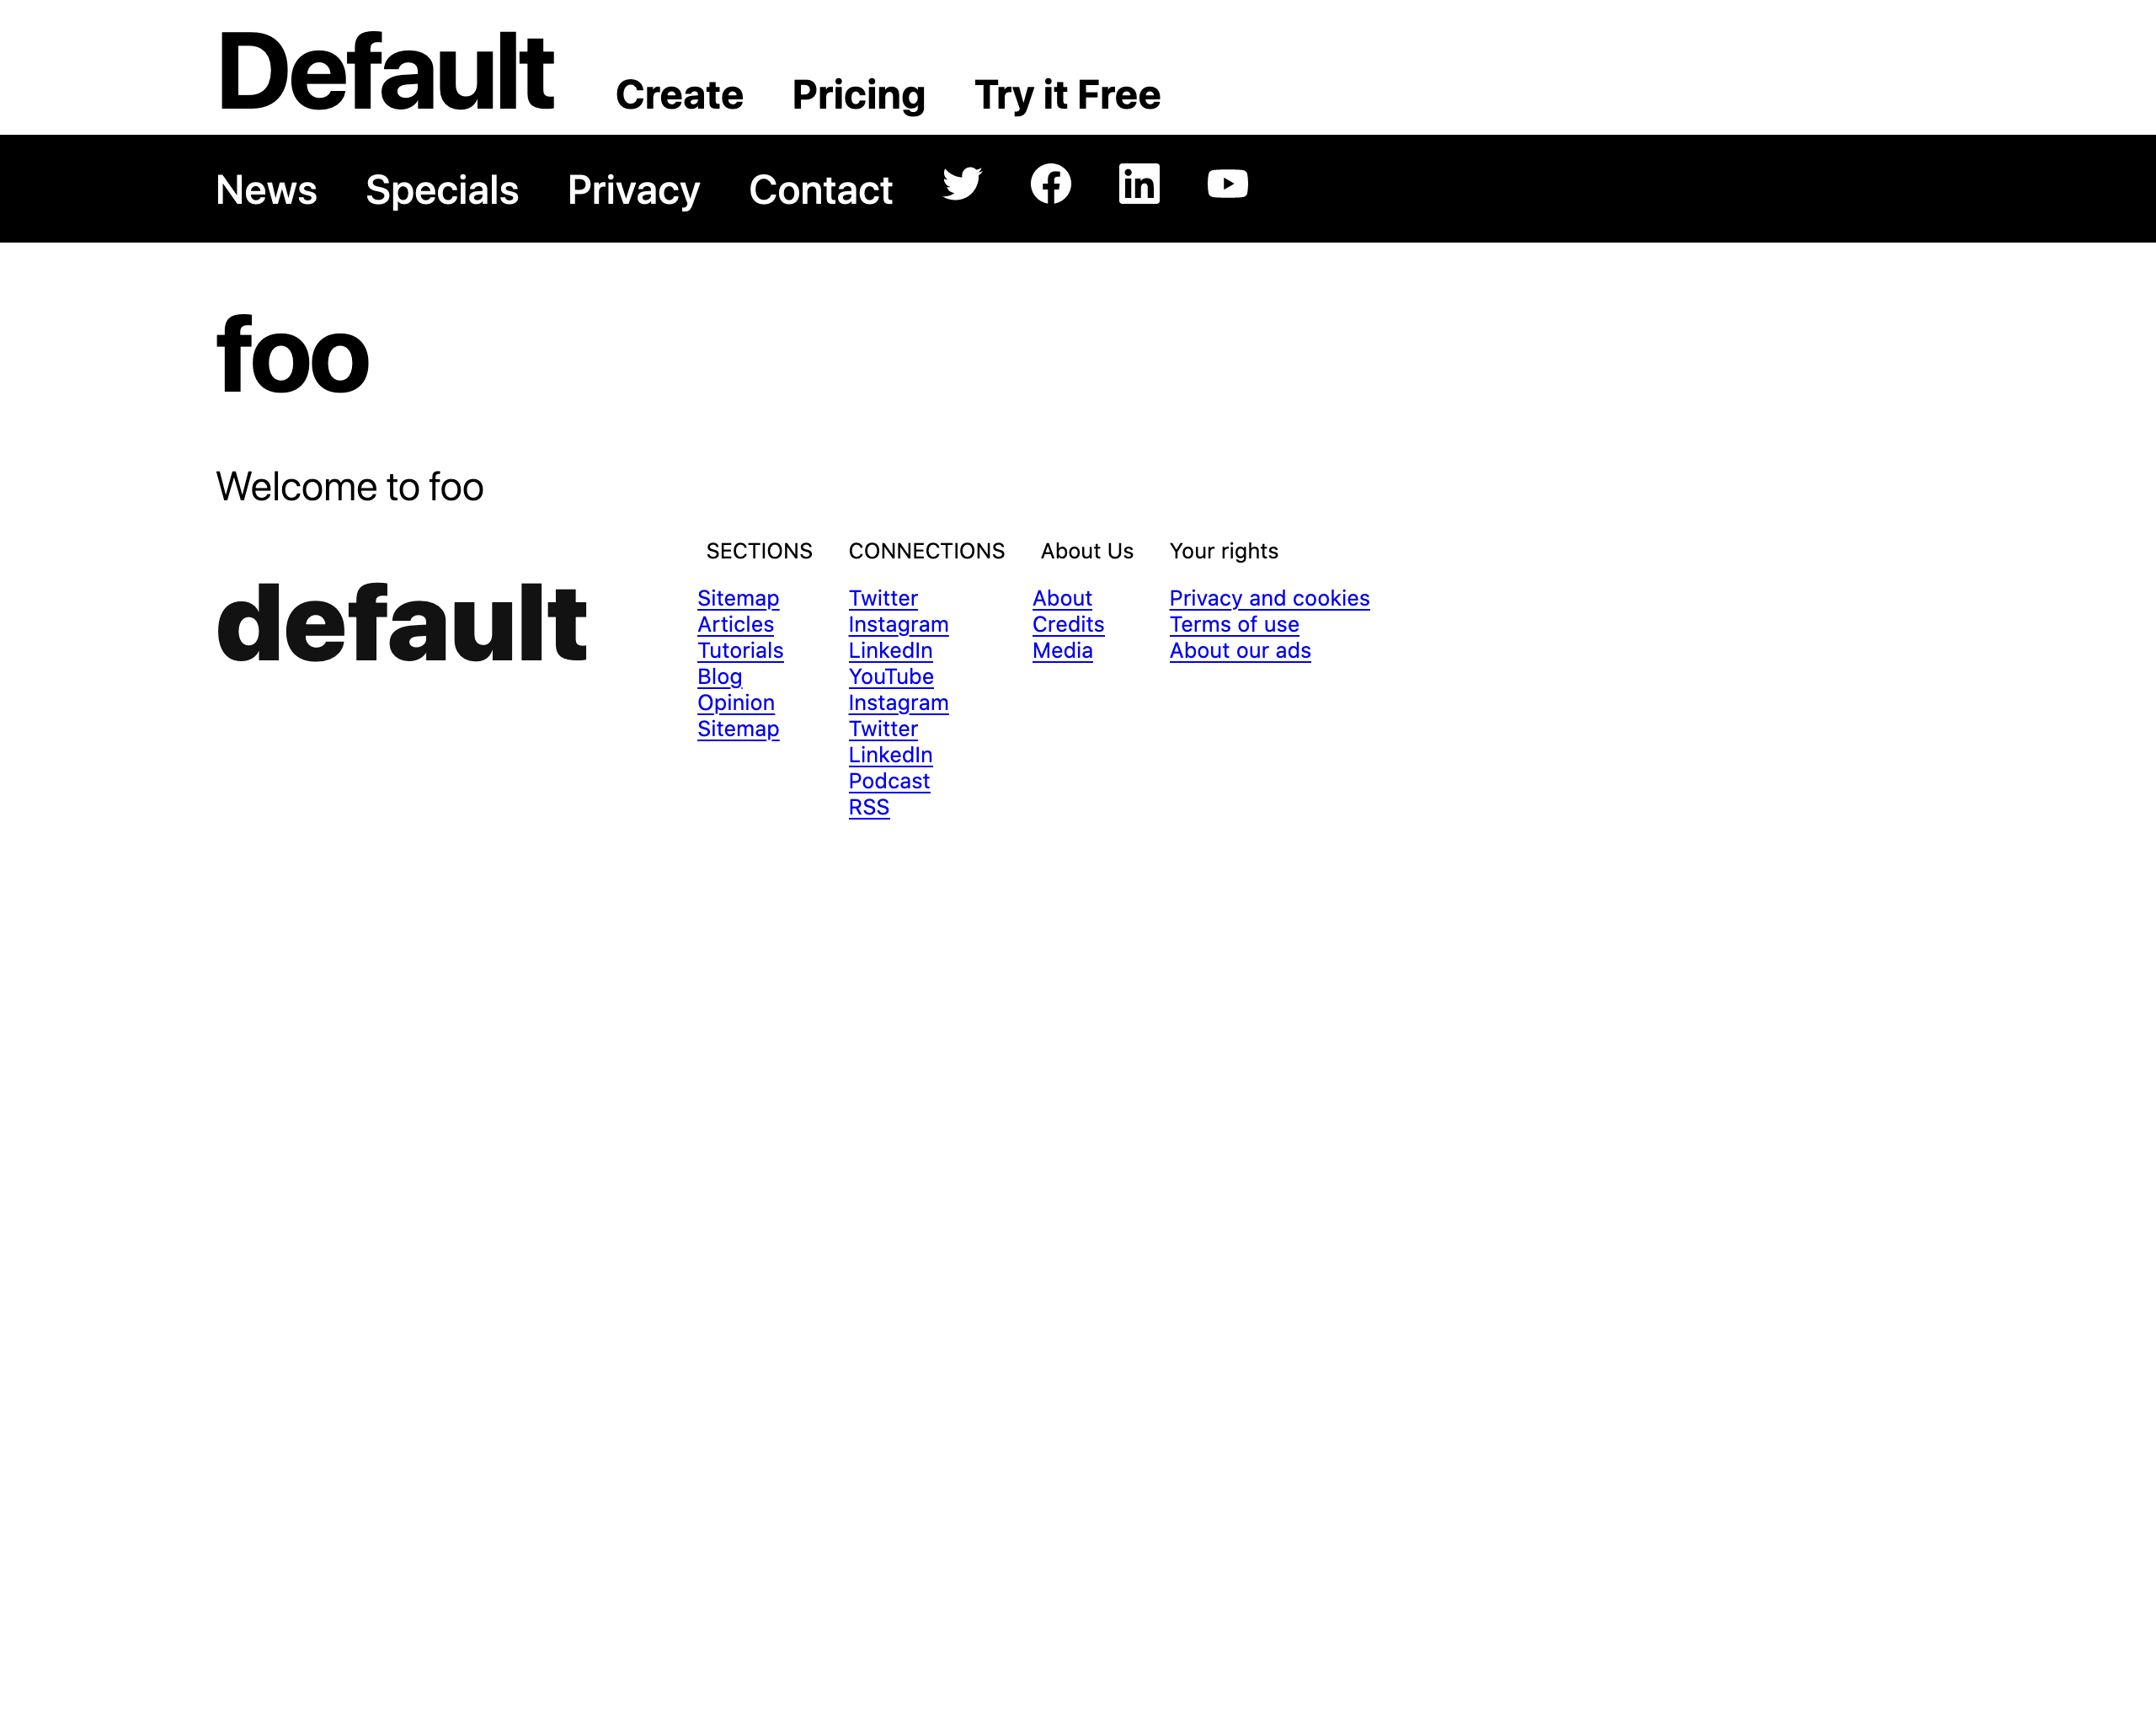 Default Create Pricing Try it Free
News Specials Privacy Contact
foo
Welcome to foo
default
SECTIONS
Sitemap
Articles
Tutorials
Blog
Opinion
Sitemap
CONNECTIONS
Twitter
Instagram
LinkedIn
YouTube
Instagram
Twitter
LinkedIn
Podcast
RSS
About Us
About
Credits
Media
Your rights
Privacy and cookies
Terms of use
About our ads